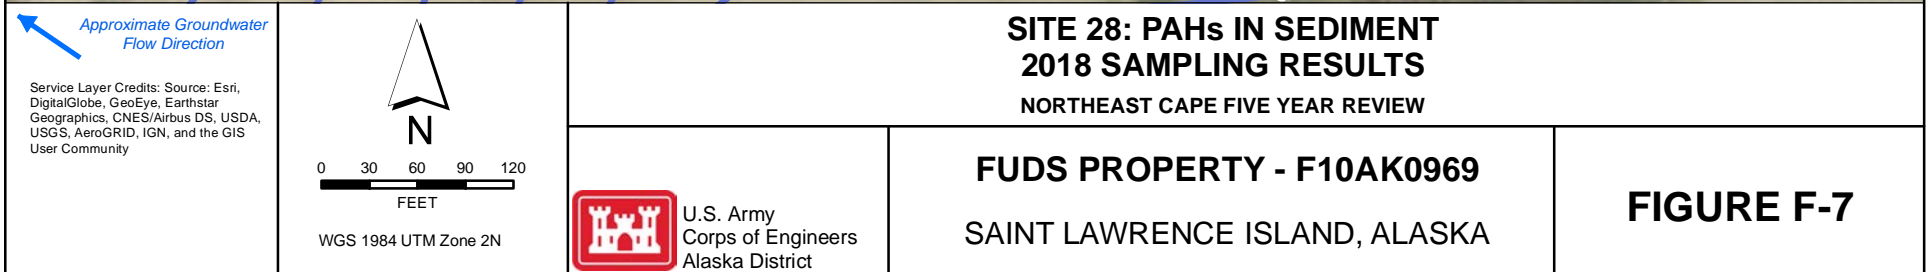 Approximate Groundwater
Flow Direction
Service Layer Credits: Source: Esri,
DigitalGlobe, GeoEye, Earthstar
Geographics, CNES/Airbus DS, USDA,
USGS, AeroGRID, IGN, and the GIS
User Community
N
0 30 60 90 120
FEET
WGS 1984 UTM Zone 2N
SITE 28: PAHs IN SEDIMENT
2018 SAMPLING RESULTS
NORTHEAST CAPE FIVE YEAR REVIEW
U.S. Army
Corps of Engineers
Alaska District
FUDS PROPERTY - F10AK0969
SAINT LAWRENCE ISLAND, ALASKA
FIGURE F-7